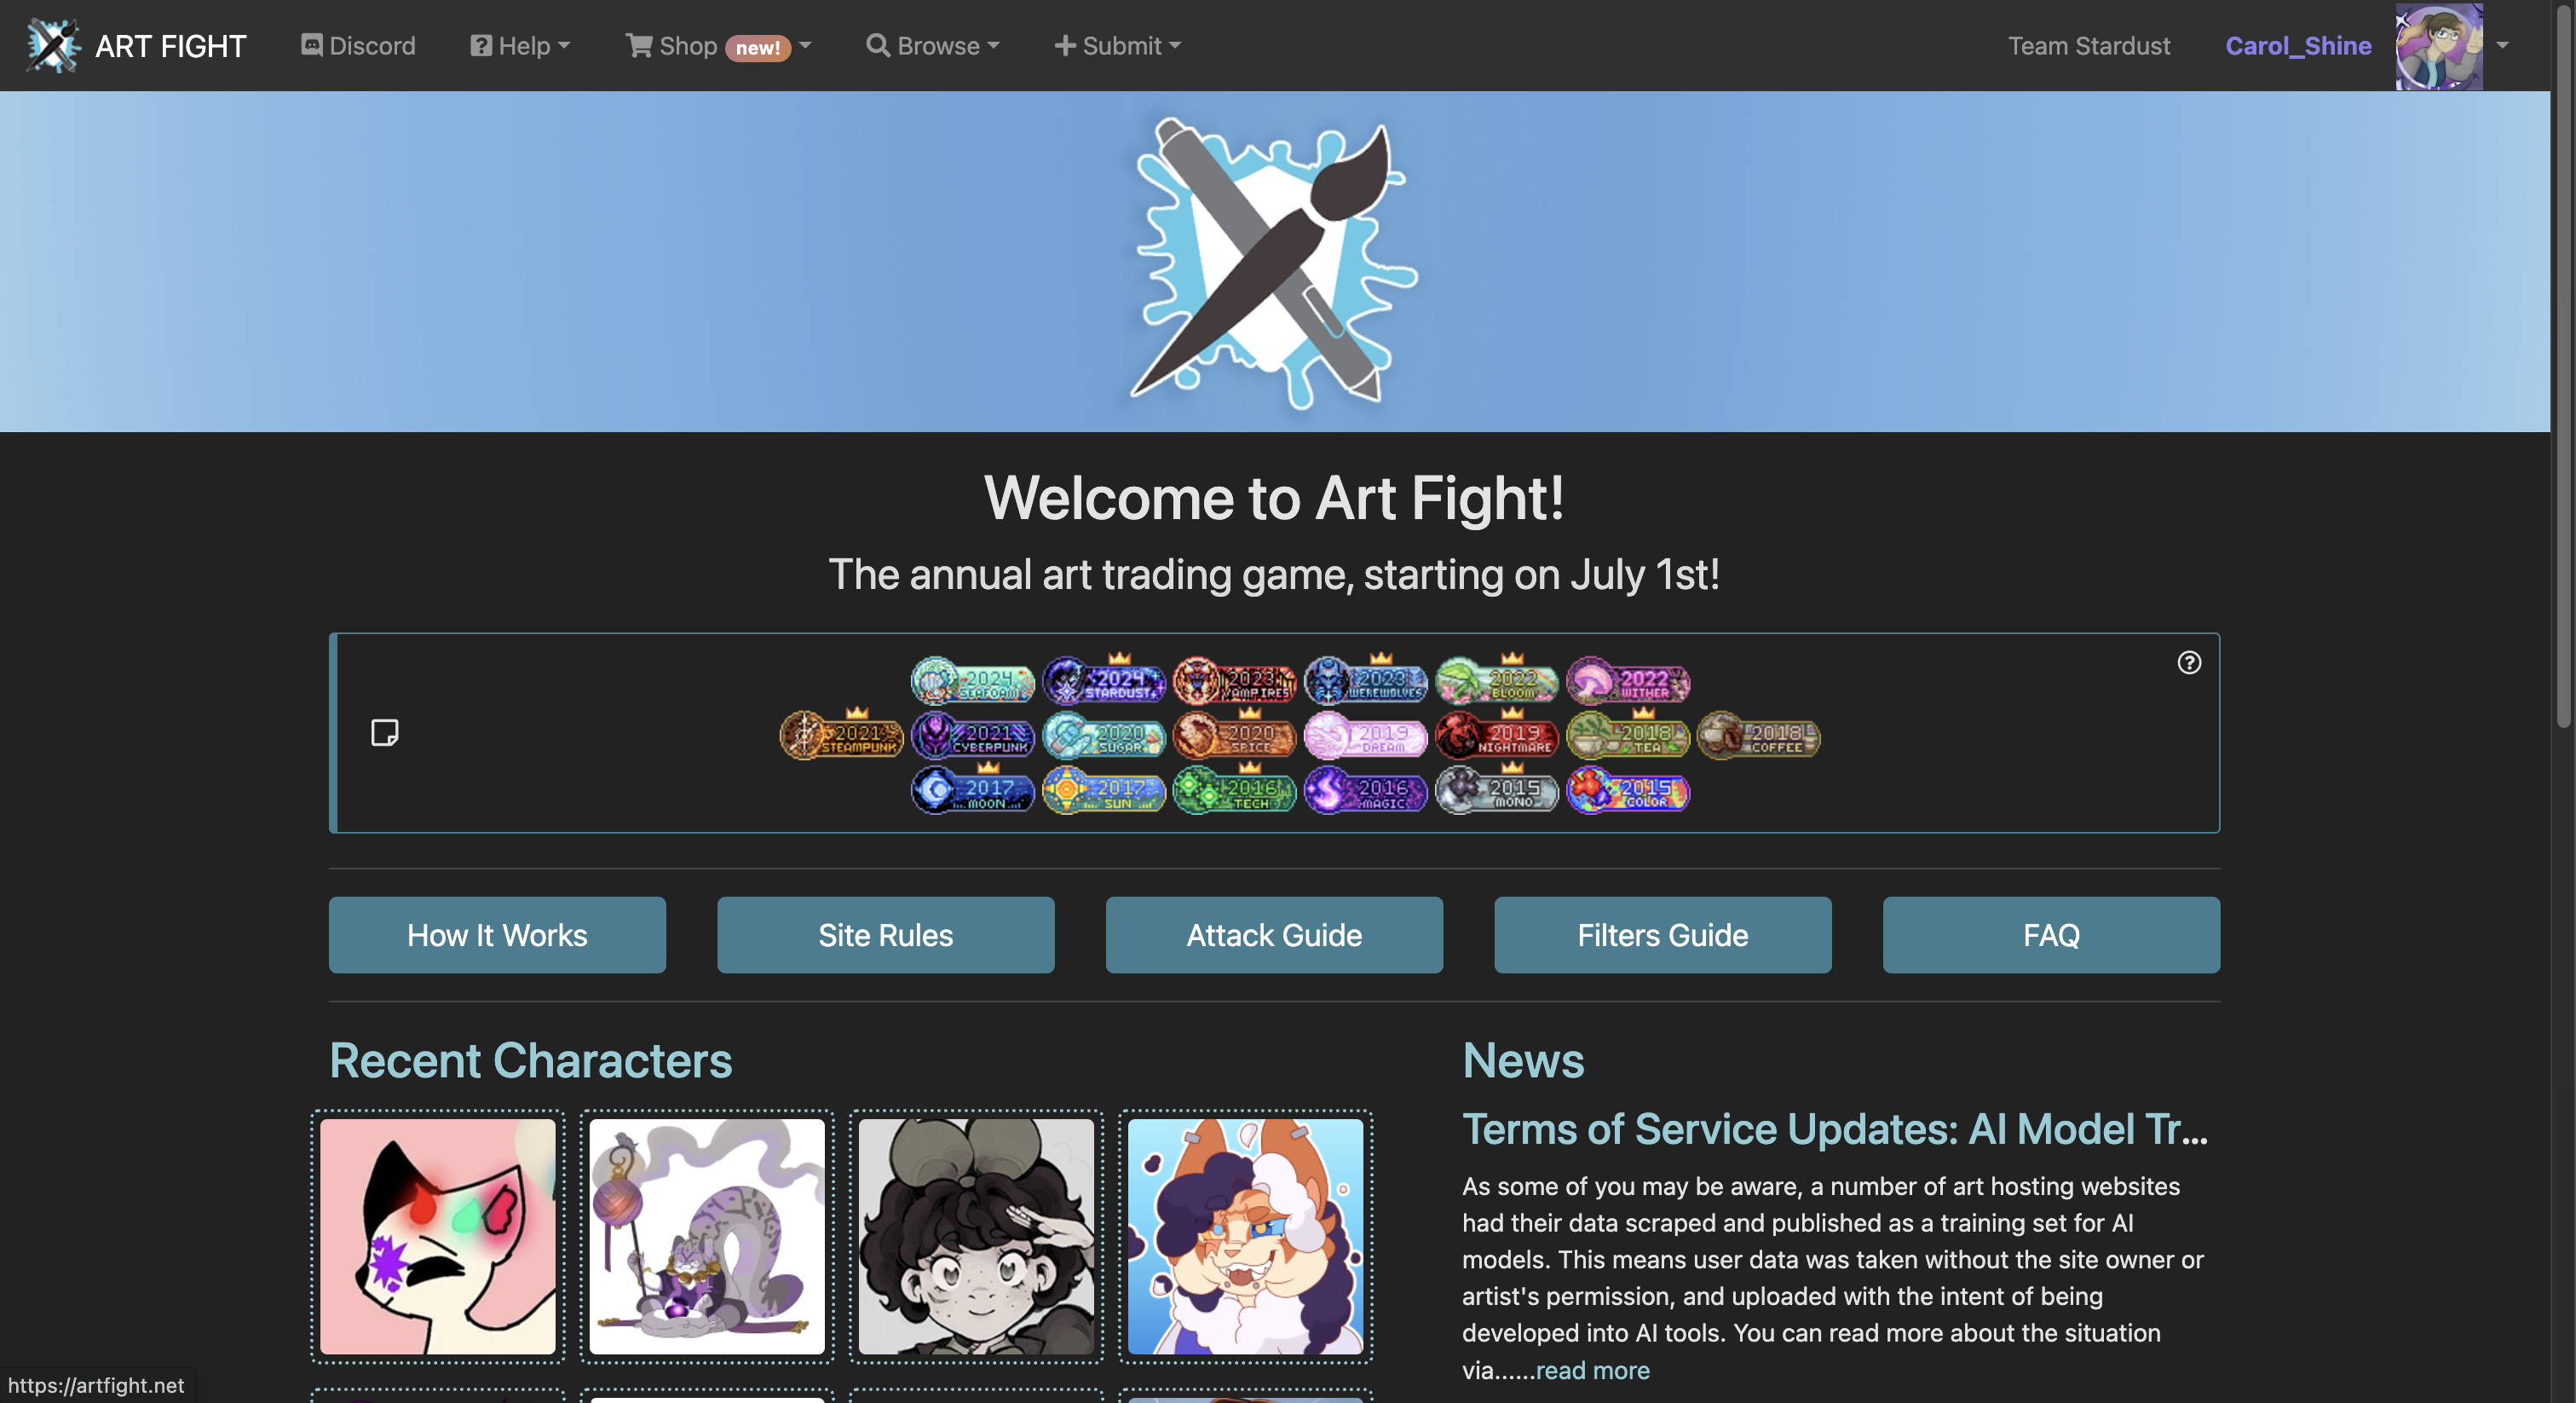 ART FIGHT
Discord
Help
Shop new!
Browse
Submit
Team Stardust
Carol_Shine
Welcome to Art Fight!
The annual art trading game, starting on July 1st!
2024 SEAFOAM
2024 STARDUST
2023 VAMPIRES
2023 WEREWOLVES
2022 BLOOM
2022 WITHER
2021 STEAMPUNK
2021 CYBERPUNK
2020 SUGAR
2020 SPICE
2019 DREAM
2019 NIGHTMARE
2018 TEA
2018 COFFEE
2017 MOON
2017 SUN
2016 TECH
2016 MAGIC
2015 MONO
2015 COLOR
How It Works
Site Rules
Attack Guide
Filters Guide
FAQ
Recent Characters
News
Terms of Service Updates: AI Model Tr...
As some of you may be aware, a number of art hosting websites
had their data scraped and published as a training set for AI
models. This means user data was taken without the site owner or
artist's permission, and uploaded with the intent of being
developed into AI tools. You can read more about the situation
via......read more
https://artfight.net